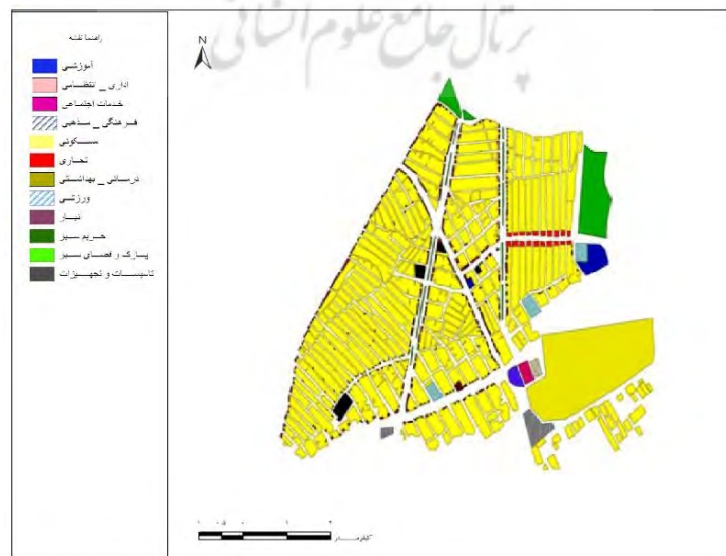 پرتال جامع علوم انسانی
راهنما نقشه
N
آموزشی
اداری _ انتظامی
خدمات اجتماعی
فرهنگی _ مذهبی
مسکونی
تجاری
درمانی _ بهداشتی
ورزشی
انبار
حریم سبز
پارک و فضای سبز
تاسیسات و تجهیزات
کیلومتر